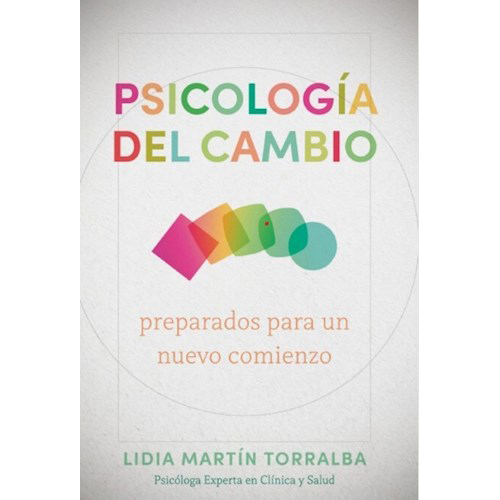 PSICOLOGÍA
DEL CAMBIO
preparados para un
nuevo comienzo
LIDIA MARTÍN TORRALBA
Psicóloga Experta en Clínica y Salud